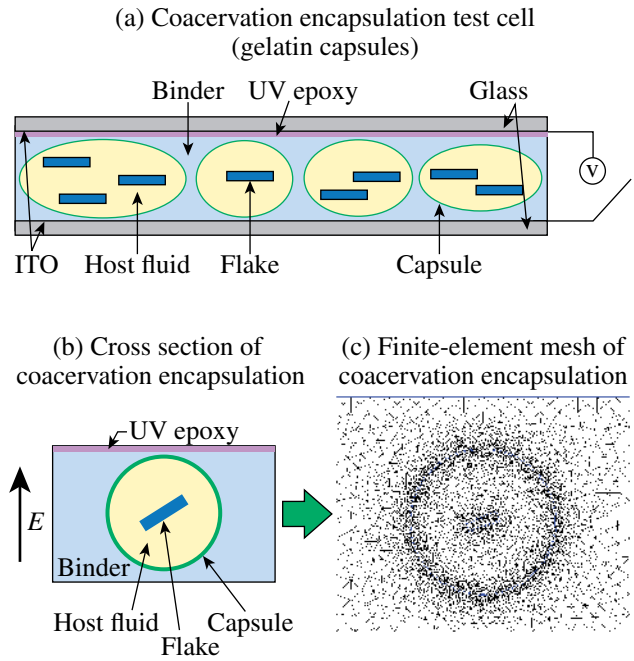 (a) Coacervation encapsulation test cell
(gelatin capsules)
Binder
UV epoxy
Glass
V
ITO
Host fluid
Flake
Capsule
(b) Cross section of
coacervation encapsulation
UV epoxy
E
Binder
Host fluid
Capsule
Flake
(c) Finite-element mesh of
coacervation encapsulation